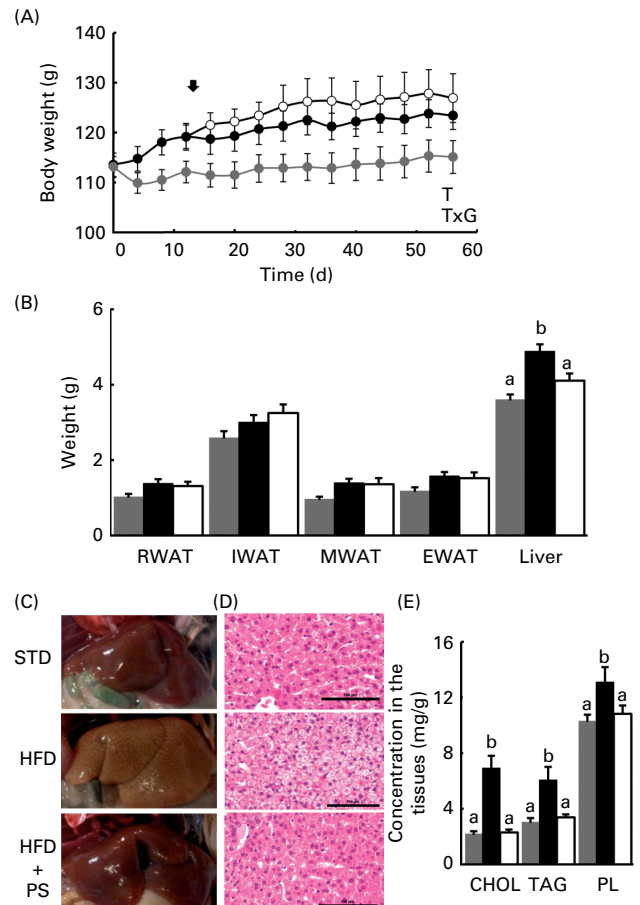 (A)
Body weight (g)
140
130
120
110
100
0 10 20 30 40 50 60
Time (d)
T
TxG
(B)
Weight (g)
6
4
2
0
a b a
RWAT IWAT MWAT EWAT Liver
(C)
STD
HFD
HFD
+
PS
(D)
(E)
Concentration in the
tissues (mg/g)
16
12
8
4
0
a b a
a b a
a b a
CHOL TAG PL